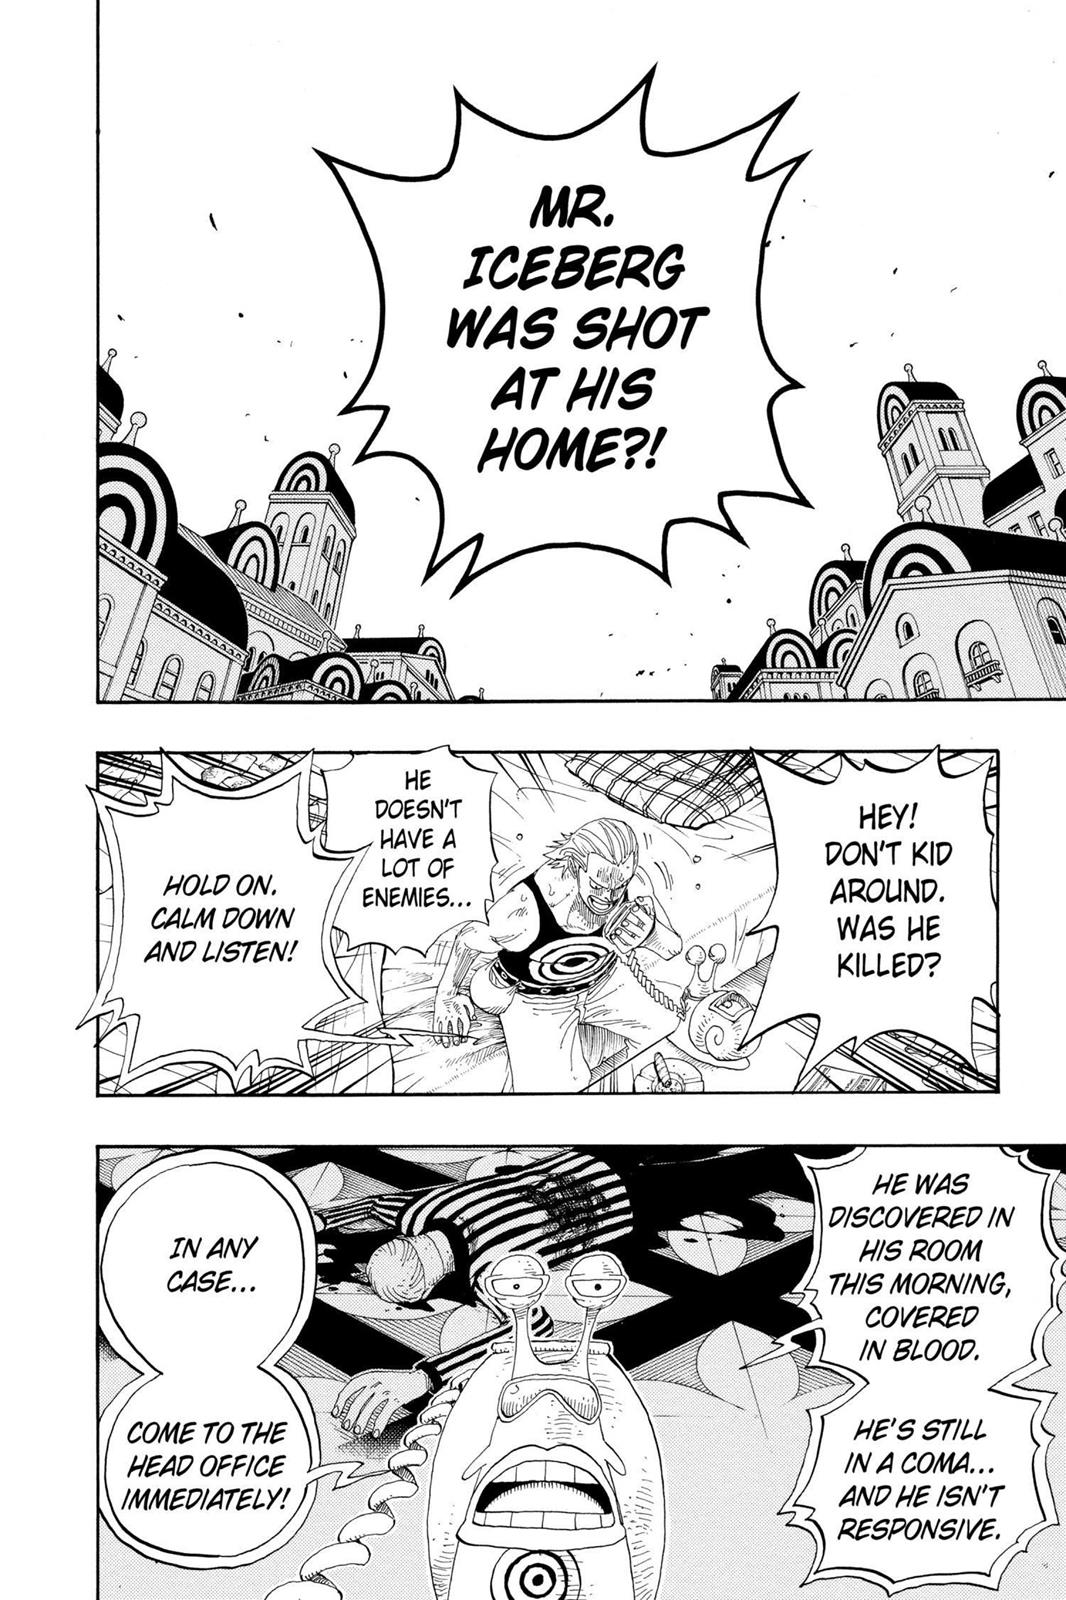 MR.
ICEBERG
WAS SHOT
AT HIS
HOME?!
HEY!
DON'T KID
AROUND.
WAS HE
KILLED?
HE
DOESN'T
HAVE A
LOT OF
ENEMIES...
HOLD ON.
CALM DOWN
AND LISTEN!
HE WAS
DISCOVERED IN
HIS ROOM
THIS MORNING,
COVERED
IN BLOOD.
HE'S STILL
IN A COMA...
AND HE ISN'T
RESPONSIVE.
IN ANY
CASE...
COME TO THE
HEAD OFFICE
IMMEDIATELY!